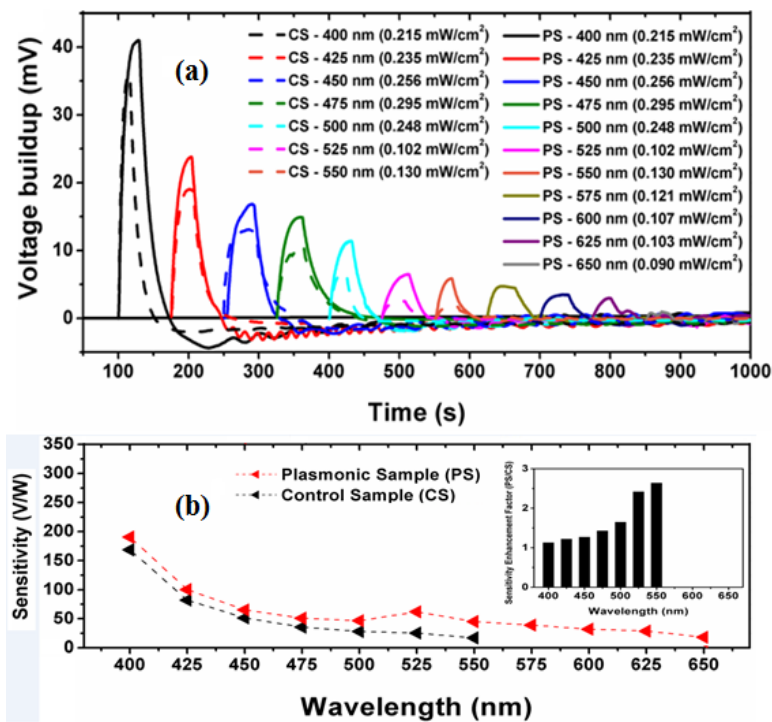 (a)
Voltage buildup (mV)
40
30
20
10
0
CS - 400 nm (0.215 mW/cm²)
CS - 425 nm (0.235 mW/cm²)
CS - 450 nm (0.256 mW/cm²)
CS - 475 nm (0.295 mW/cm²)
CS - 500 nm (0.248 mW/cm²)
CS - 525 nm (0.102 mW/cm²)
CS - 550 nm (0.130 mW/cm²)
PS - 400 nm (0.215 mW/cm²)
PS - 425 nm (0.235 mW/cm²)
PS - 450 nm (0.256 mW/cm²)
PS - 475 nm (0.295 mW/cm²)
PS - 500 nm (0.248 mW/cm²)
PS - 525 nm (0.102 mW/cm²)
PS - 550 nm (0.130 mW/cm²)
PS - 575 nm (0.121 mW/cm²)
PS - 600 nm (0.107 mW/cm²)
PS - 625 nm (0.103 mW/cm²)
PS - 650 nm (0.090 mW/cm²)
100 200 300 400 500 600 700 800 900 1000
Time (s)
(b)
Sensitivity (V/W)
350
300
250
200
150
100
50
0
Plasmonic Sample (PS)
Control Sample (CS)
Sensitivity Enhancement Factor (PS/CS)
3
2
1
0
400 450 500 550 600 650
Wavelength (nm)
400 425 450 475 500 525 550 575 600 625 650
Wavelength (nm)